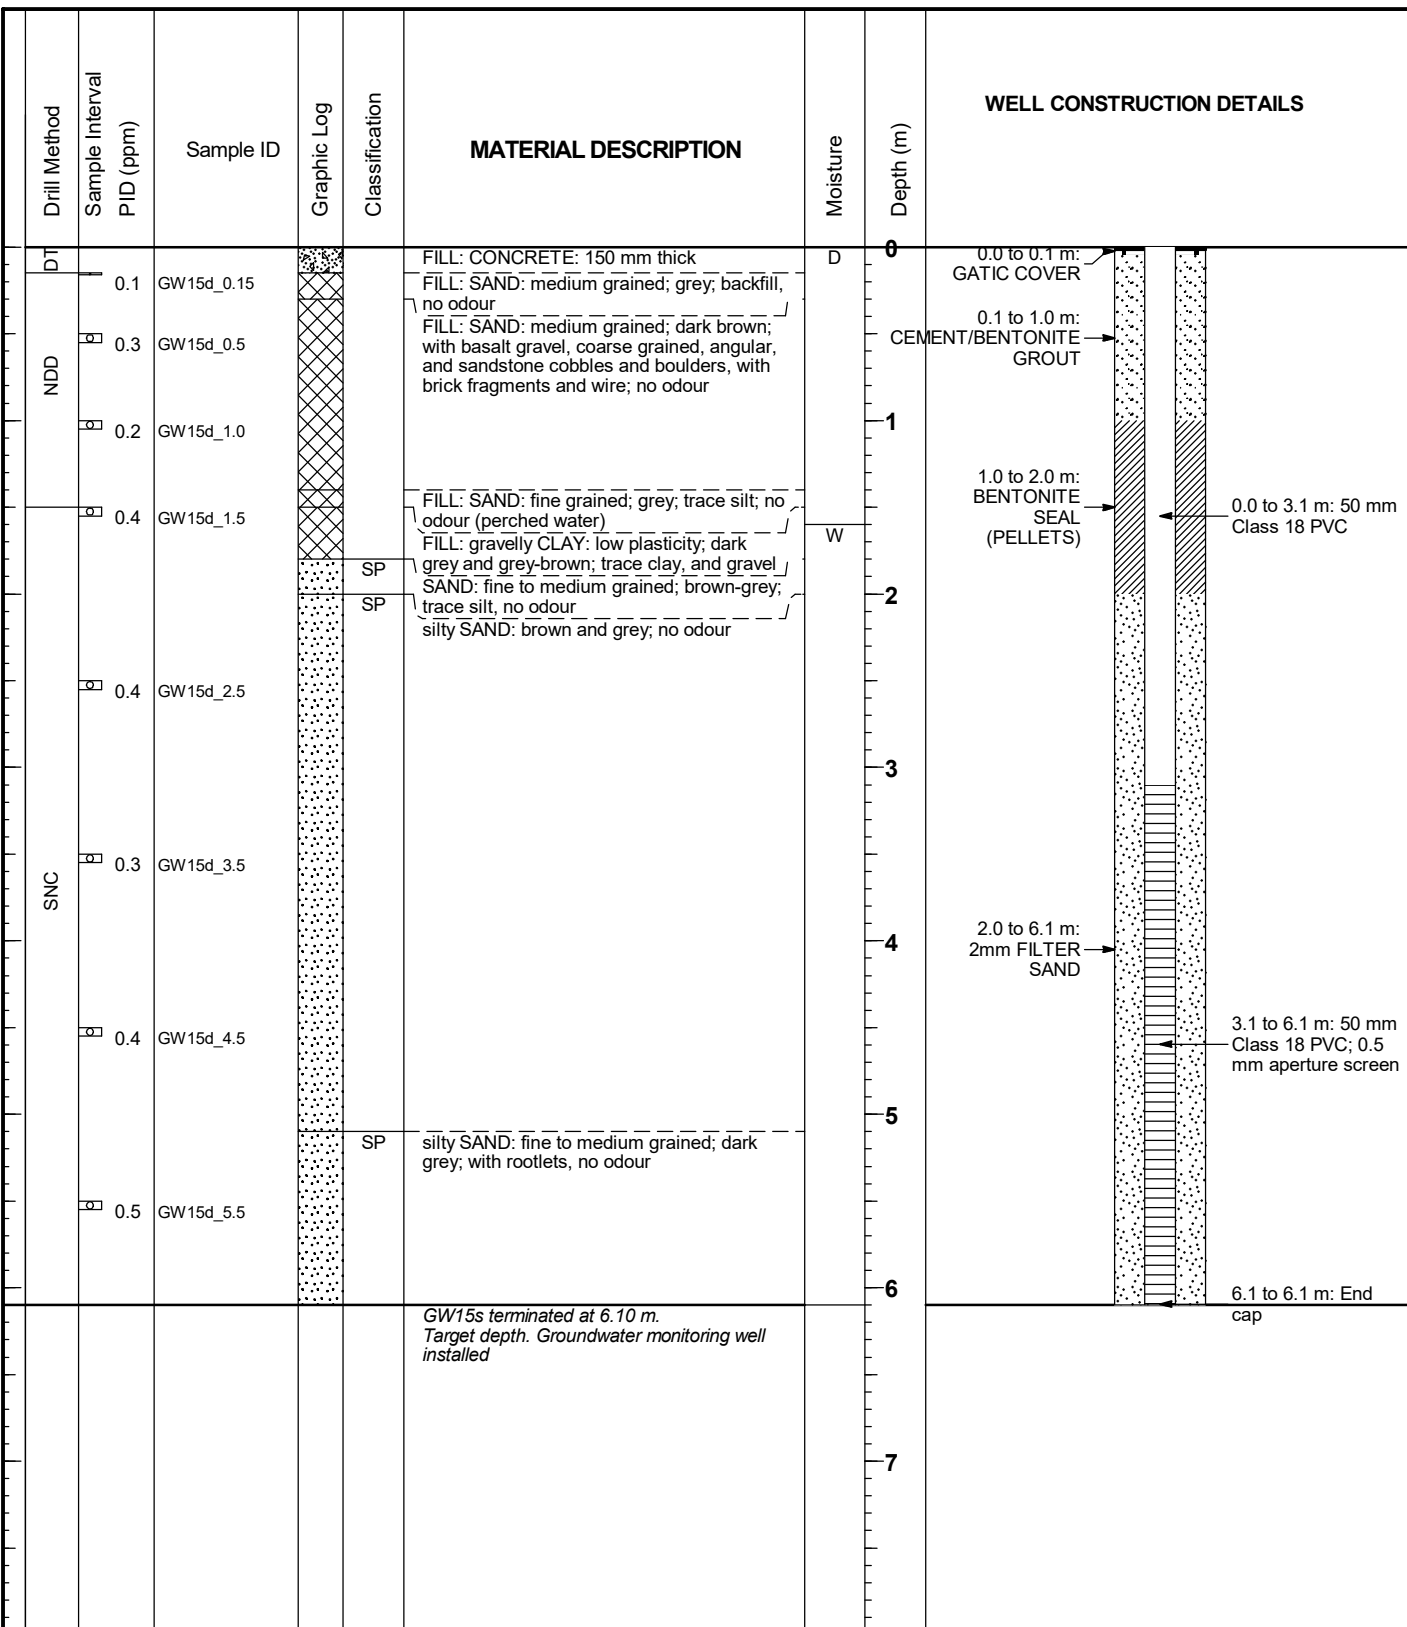 Drill Method
Sample Interval
PID (ppm)
Sample ID
Graphic Log
Classification
MATERIAL DESCRIPTION
Moisture
Depth (m)
WELL CONSTRUCTION DETAILS
DT
NDD
SNC
0.1 GW15d_0.15
0.3 GW15d_0.5
0.2 GW15d_1.0
0.4 GW15d_1.5
0.4 GW15d_2.5
0.3 GW15d_3.5
0.4 GW15d_4.5
0.5 GW15d_5.5
SP
SP
SP
FILL: CONCRETE: 150 mm thick
FILL: SAND: medium grained; grey; backfill,
no odour
FILL: SAND: medium grained; dark brown;
with basalt gravel, coarse grained, angular,
and sandstone cobbles and boulders, with
brick fragments and wire; no odour
FILL: SAND: fine grained; grey; trace silt; no
odour (perched water)
FILL: gravelly CLAY: low plasticity; dark
grey and grey-brown; trace clay, and gravel
SAND: fine to medium grained; brown-grey;
trace silt, no odour
silty SAND: brown and grey; no odour
silty SAND: fine to medium grained; dark
grey; with rootlets, no odour
GW15s terminated at 6.10 m.
Target depth. Groundwater monitoring well
installed
D
W
0
1
2
3
4
5
6
7
0.0 to 0.1 m:
GATIC COVER
0.1 to 1.0 m:
CEMENT/BENTONITE
GROUT
1.0 to 2.0 m:
BENTONITE
SEAL
(PELLETS)
2.0 to 6.1 m:
2mm FILTER
SAND
0.0 to 3.1 m: 50 mm
Class 18 PVC
3.1 to 6.1 m: 50 mm
Class 18 PVC; 0.5
mm aperture screen
6.1 to 6.1 m: End
cap